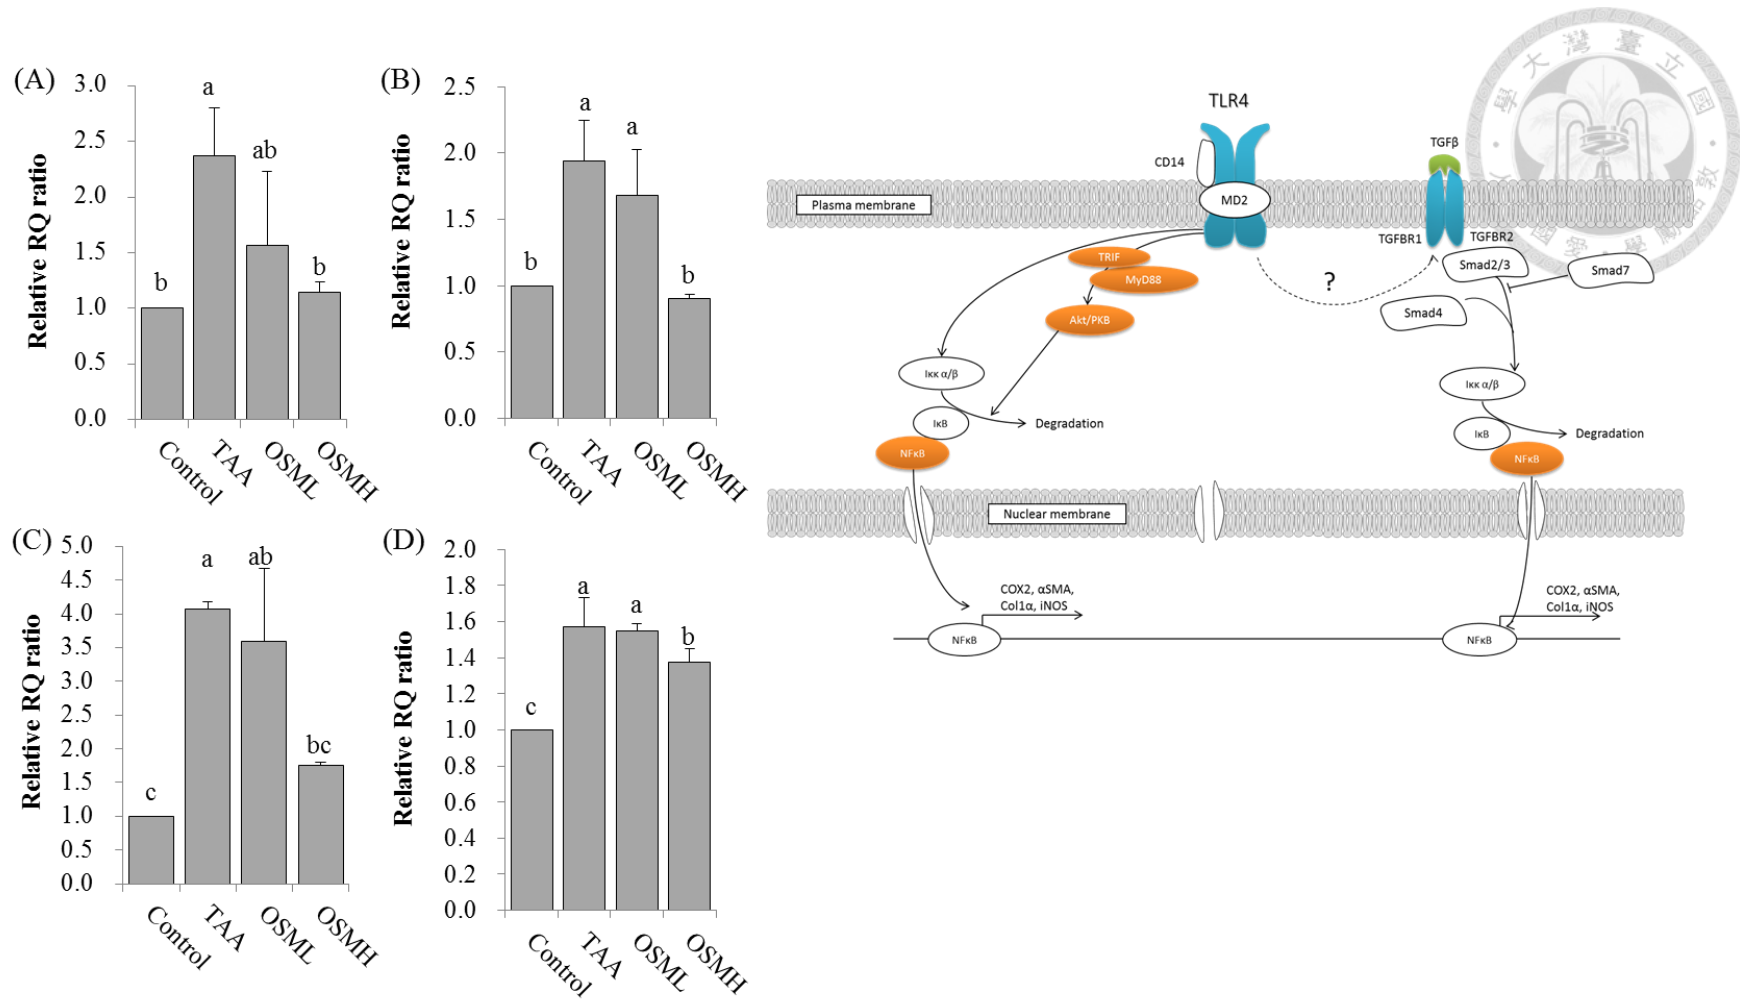 (A)
Relative RQ ratio
3.0
2.5
2.0
1.5
1.0
0.5
0.0
a
ab
b
b
Control
TAA
OSML
OSMH
(B)
Relative RQ ratio
2.5
2.0
1.5
1.0
0.5
0.0
a
a
b
b
Control
TAA
OSML
OSMH
(C)
Relative RQ ratio
5.0
4.5
4.0
3.5
3.0
2.5
2.0
1.5
1.0
0.5
0.0
a
ab
bc
c
Control
TAA
OSML
OSMH
(D)
Relative RQ ratio
2.0
1.8
1.6
1.4
1.2
1.0
0.8
0.6
0.4
0.2
0.0
a
a
b
c
Control
TAA
OSML
OSMH
TLR4
CD14
MD2
Plasma membrane
TGFβ
TGFBR1
TGFBR2
TRIF
MyD88
Akt/PKB
?
Smad2/3
Smad7
Smad4
Iκκ α/β
IκB
Degradation
NFκB
Iκκ α/β
IκB
Degradation
NFκB
Nuclear membrane
COX2, αSMA,
Col1α, iNOS
NFκB
COX2, αSMA,
Col1α, iNOS
NFκB
國立臺灣大學